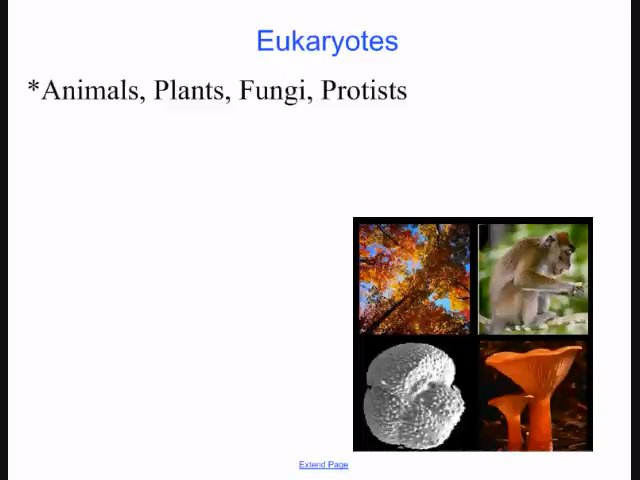 Eukaryotes
*Animals, Plants, Fungi, Protists
Extend Page